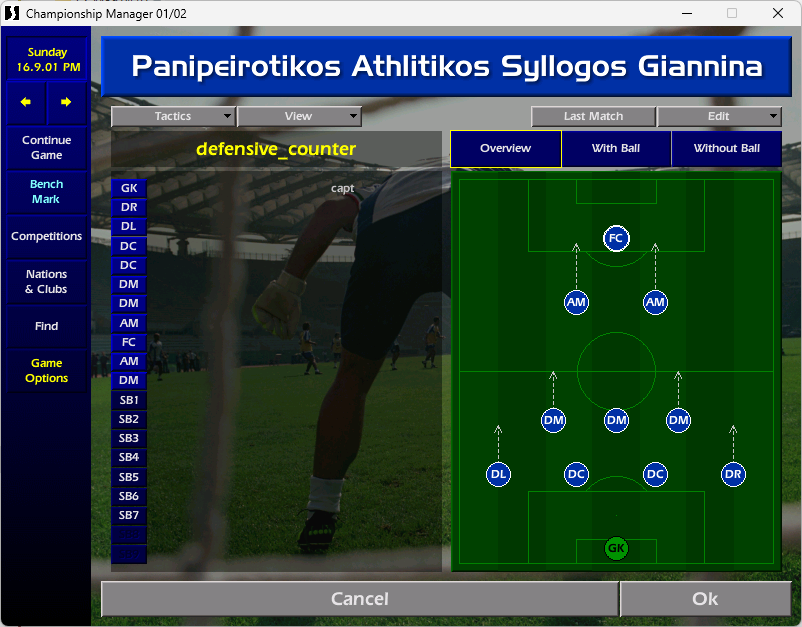 Championship Manager 01/02
Sunday
16.9.01 PM
Continue
Game
Bench
Mark
Competitions
Nations
& Clubs
Find
Game
Options
Panipeirotikos Athlitikos Syllogos Giannina
Tactics
View
Last Match
Edit
defensive_counter
Overview
With Ball
Without Ball
GK capt
DR
DL
DC
DC
DM
DM
AM
FC
AM
DM
SB1
SB2
SB3
SB4
SB5
SB6
SB7
FC
AM AM
DM DM DM
DL DC DC DR
GK
Cancel
Ok